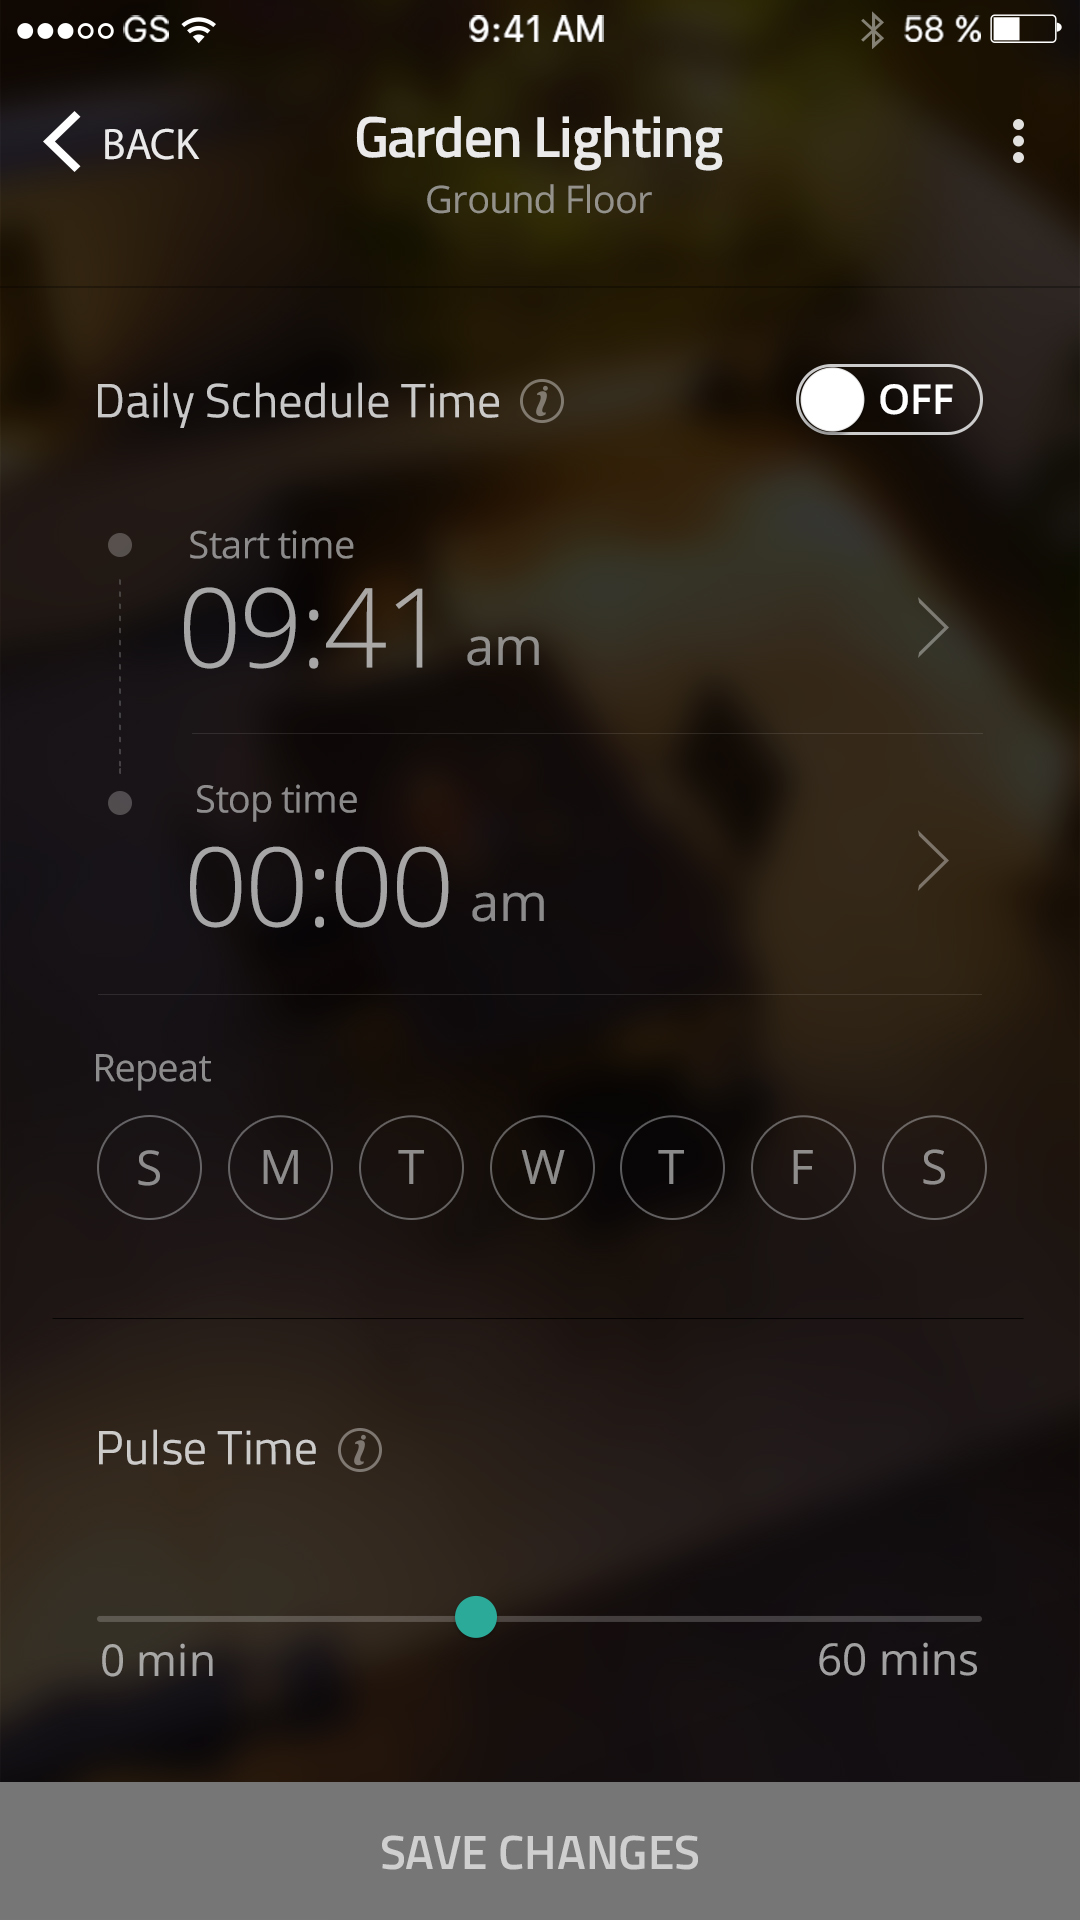 GS 9:41 AM 58 %
BACK
Garden Lighting
Ground Floor
Daily Schedule Time i OFF
Start time
09:41 am
Stop time
00:00 am
Repeat
S M T W T F S
Pulse Time i
0 min 60 mins
SAVE CHANGES